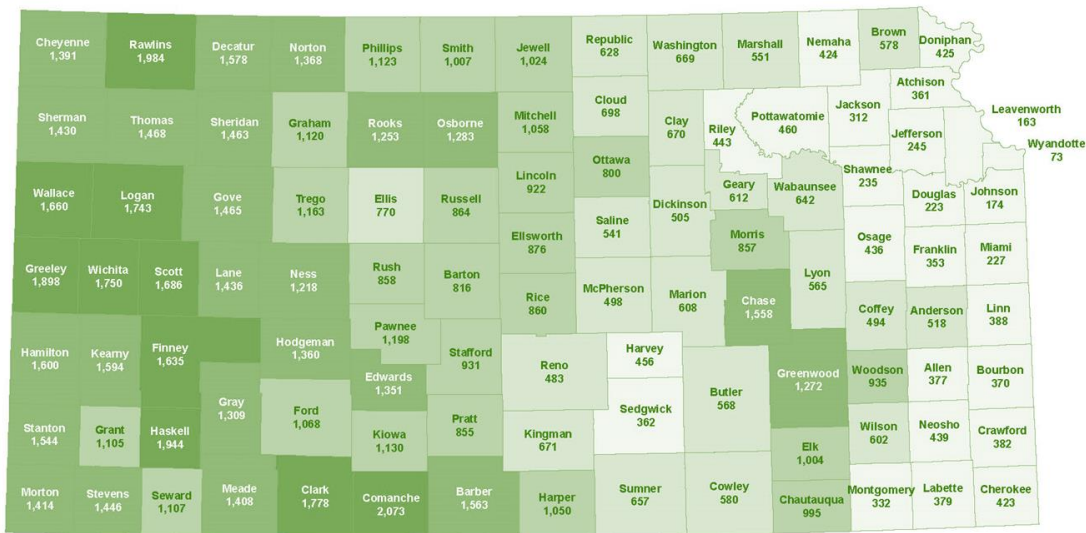 Cheyenne
1,391
Rawlins
1,984
Decatur
1,578
Norton
1,368
Phillips
1,123
Smith
1,007
Jewell
1,024
Republic
628
Washington
669
Marshall
551
Nemaha
424
Brown
578
Doniphan
425
Atchison
361
Sherman
1,430
Thomas
1,468
Sheridan
1,463
Graham
1,120
Rooks
1,253
Osborne
1,283
Mitchell
1,058
Cloud
698
Clay
670
Riley
443
Pottawatomie
460
Jackson
312
Jefferson
245
Leavenworth
163
Wyandotte
73
Ottawa
800
Wallace
1,660
Logan
1,743
Gove
1,465
Trego
1,163
Ellis
770
Russell
864
Lincoln
922
Saline
541
Dickinson
505
Geary
612
Wabaunsee
642
Shawnee
235
Douglas
223
Johnson
174
Ellsworth
876
Morris
857
Osage
436
Franklin
353
Miami
227
Greeley
1,898
Wichita
1,750
Scott
1,686
Lane
1,436
Ness
1,218
Rush
858
Barton
816
Rice
860
McPherson
498
Marion
608
Chase
1,558
Lyon
565
Coffey
494
Anderson
518
Linn
388
Hamilton
1,600
Kearny
1,594
Finney
1,635
Hodgeman
1,360
Pawnee
1,198
Stafford
931
Edwards
1,351
Reno
483
Harvey
456
Sedgwick
362
Butler
568
Greenwood
1,272
Woodson
935
Allen
377
Bourbon
370
Gray
1,309
Ford
1,068
Stanton
1,544
Grant
1,105
Haskell
1,944
Kiowa
1,130
Pratt
855
Kingman
671
Elk
1,004
Wilson
602
Neosho
439
Crawford
382
Morton
1,414
Stevens
1,446
Seward
1,107
Meade
1,408
Clark
1,778
Comanche
2,073
Barber
1,563
Harper
1,050
Sumner
657
Cowley
580
Chautauqua
995
Montgomery
332
Labette
379
Cherokee
423